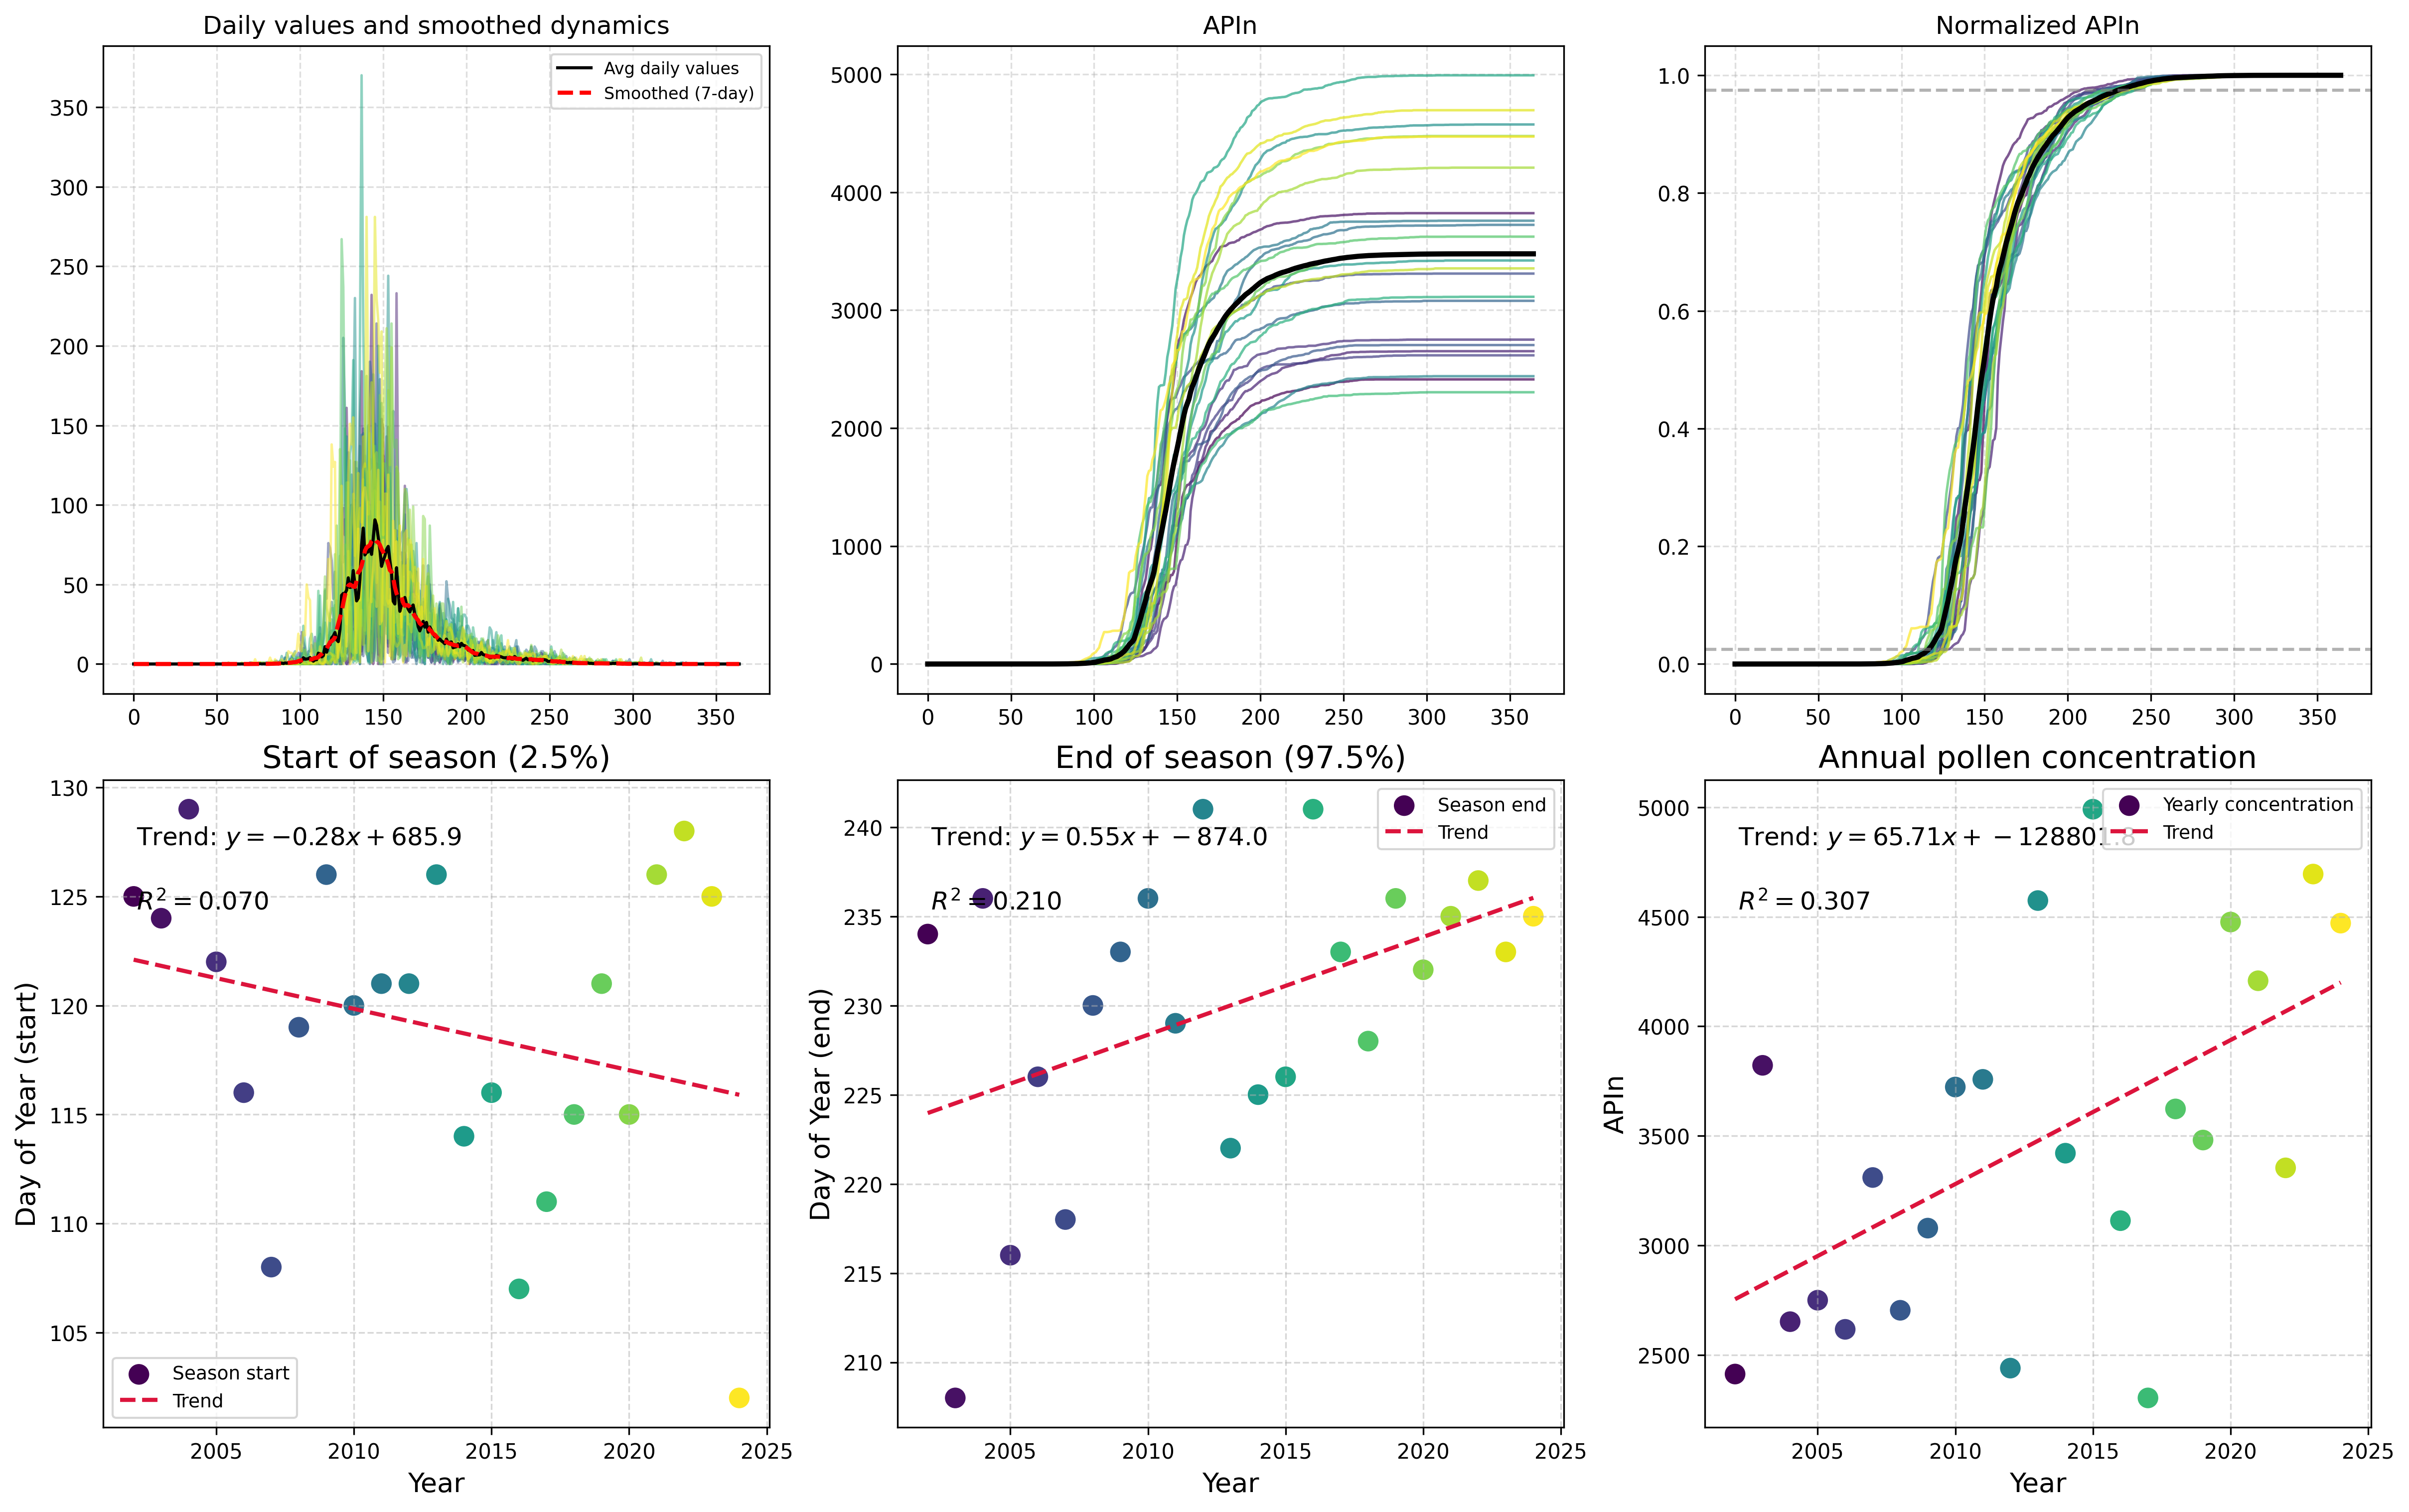 Daily values and smoothed dynamics
Avg daily values
Smoothed (7-day)
350
300
250
200
150
100
50
0
0 50 100 150 200 250 300 350
APIn
5000
4000
3000
2000
1000
0
0 50 100 150 200 250 300 350
Normalized APIn
1.0
0.8
0.6
0.4
0.2
0.0
0 50 100 150 200 250 300 350
Start of season (2.5%)
Trend: y = −0.28x + 685.9
R² = 0.070
Day of Year (start)
130
125
120
115
110
105
Season start
Trend
2005 2010 2015 2020 2025
Year
End of season (97.5%)
Season end
Trend
Trend: y = 0.55x + −874.0
R² = 0.210
Day of Year (end)
240
235
230
225
220
215
210
2005 2010 2015 2020 2025
Year
Annual pollen concentration
Yearly concentration
Trend
Trend: y = 65.71x + −128801.8
R² = 0.307
APIn
5000
4500
4000
3500
3000
2500
2005 2010 2015 2020 2025
Year